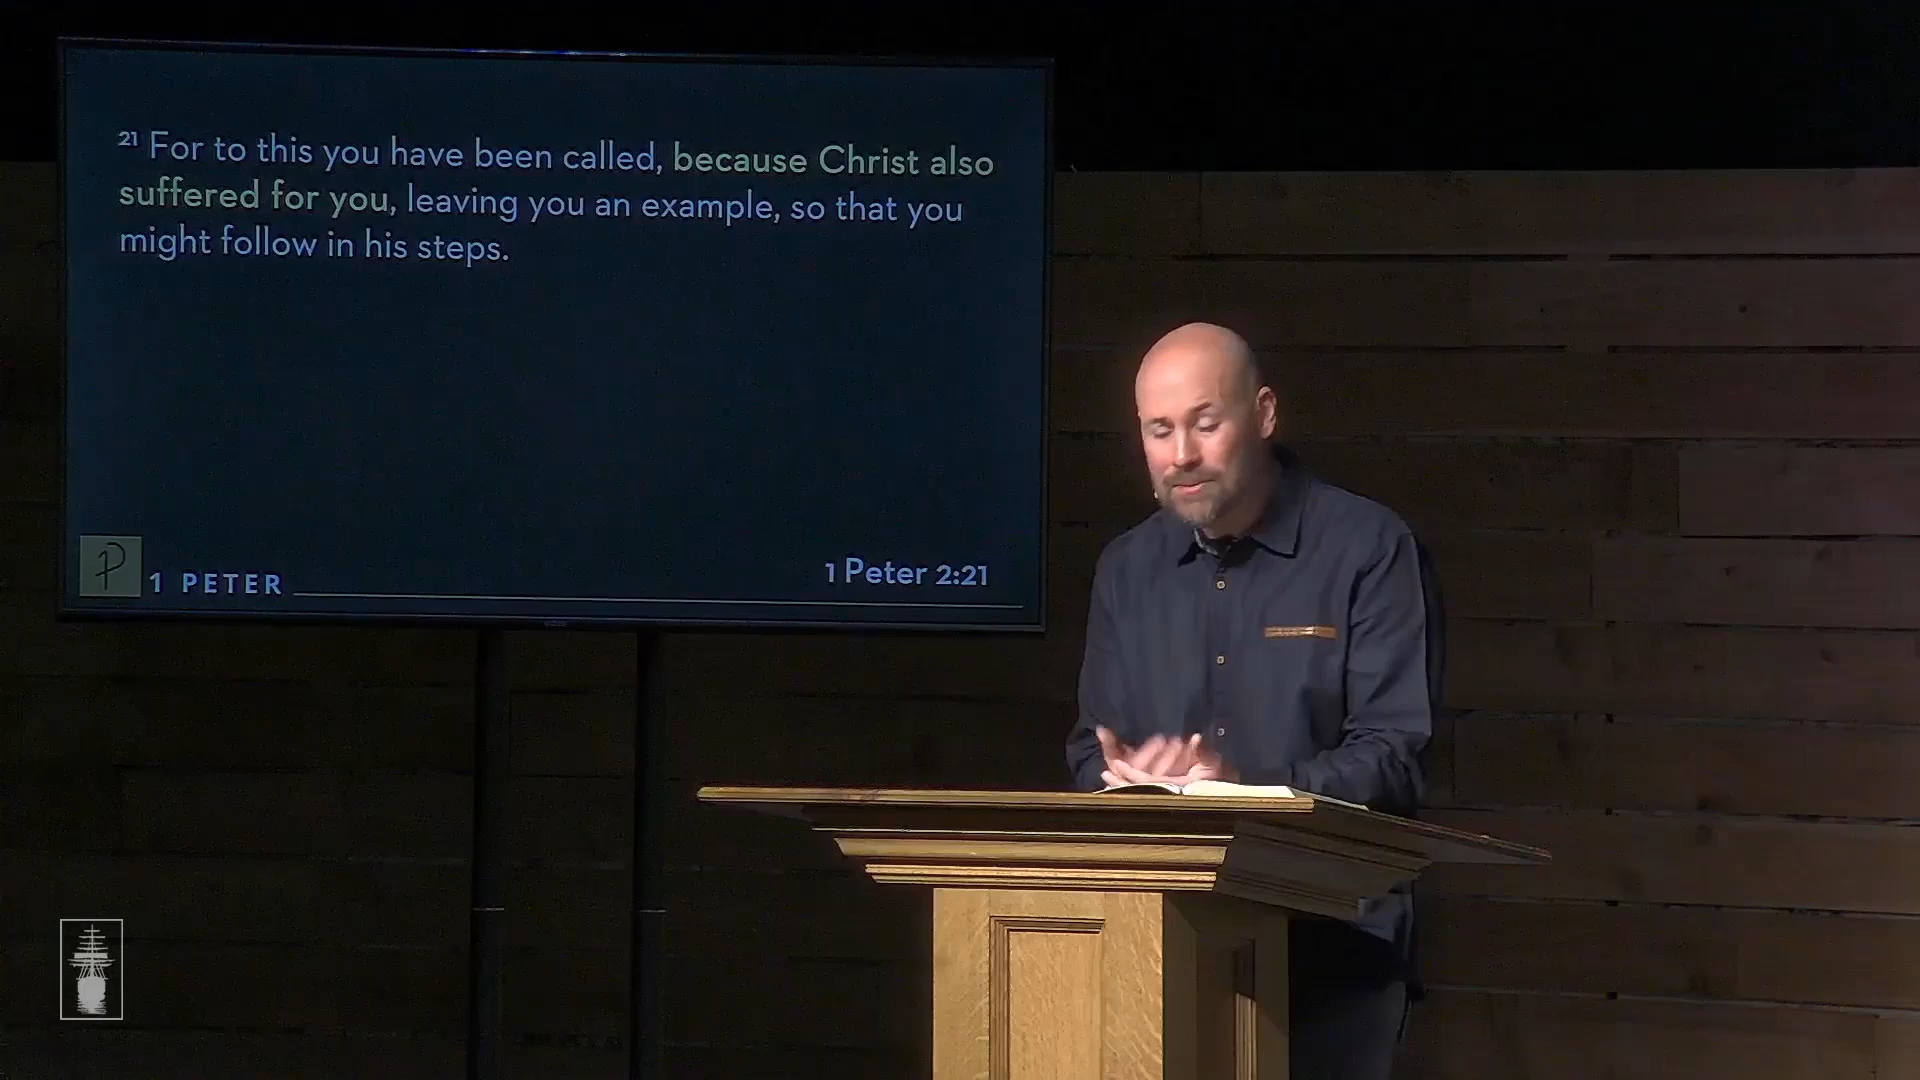 ²¹ For to this you have been called, because Christ also
suffered for you, leaving you an example, so that you
might follow in his steps.
1 PETER
1 Peter 2:21